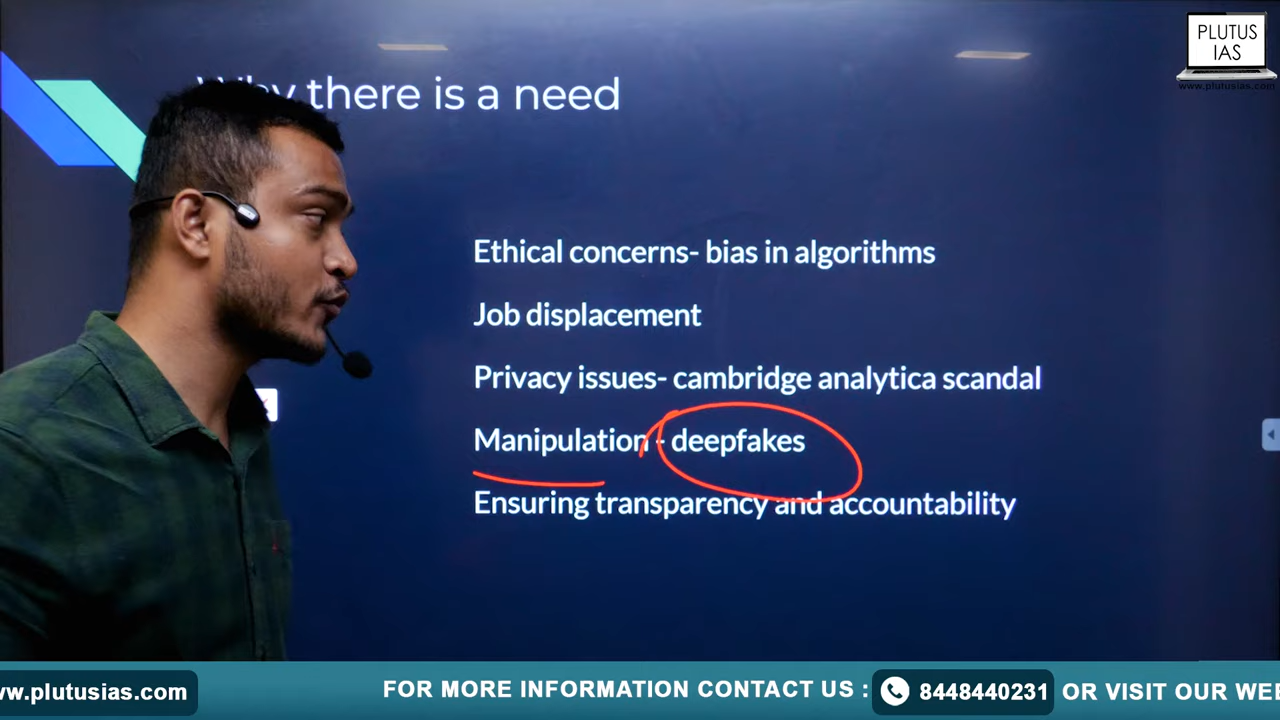 PLUTUS
IAS
www.plutusias.com
Why there is a need
Ethical concerns- bias in algorithms
Job displacement
Privacy issues- cambridge analytica scandal
Manipulation - deepfakes
Ensuring transparency and accountability
ww.plutusias.com
FOR MORE INFORMATION CONTACT US : 8448440231 OR VISIT OUR WE